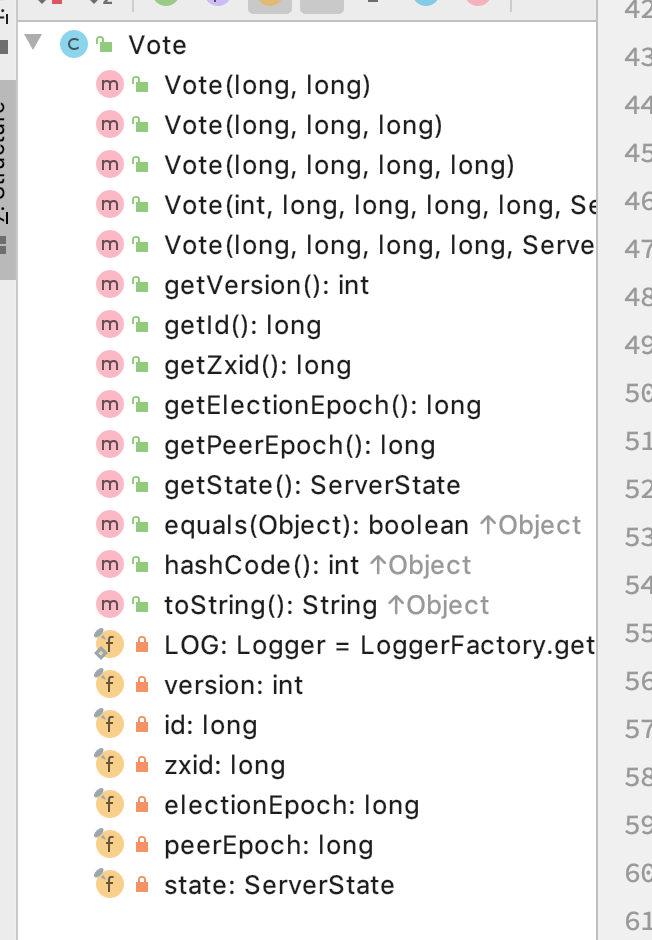 Vote
Vote(long, long)
Vote(long, long, long)
Vote(long, long, long, long)
Vote(int, long, long, long, long, Se
Vote(long, long, long, long, Serve
getVersion(): int
getId(): long
getZxid(): long
getElectionEpoch(): long
getPeerEpoch(): long
getState(): ServerState
equals(Object): boolean ↑Object
hashCode(): int ↑Object
toString(): String ↑Object
LOG: Logger = LoggerFactory.get
version: int
id: long
zxid: long
electionEpoch: long
peerEpoch: long
state: ServerState
Z: Structure
42
43
44
45
46
47
48
49
50
51
52
53
54
55
56
57
58
59
60
61